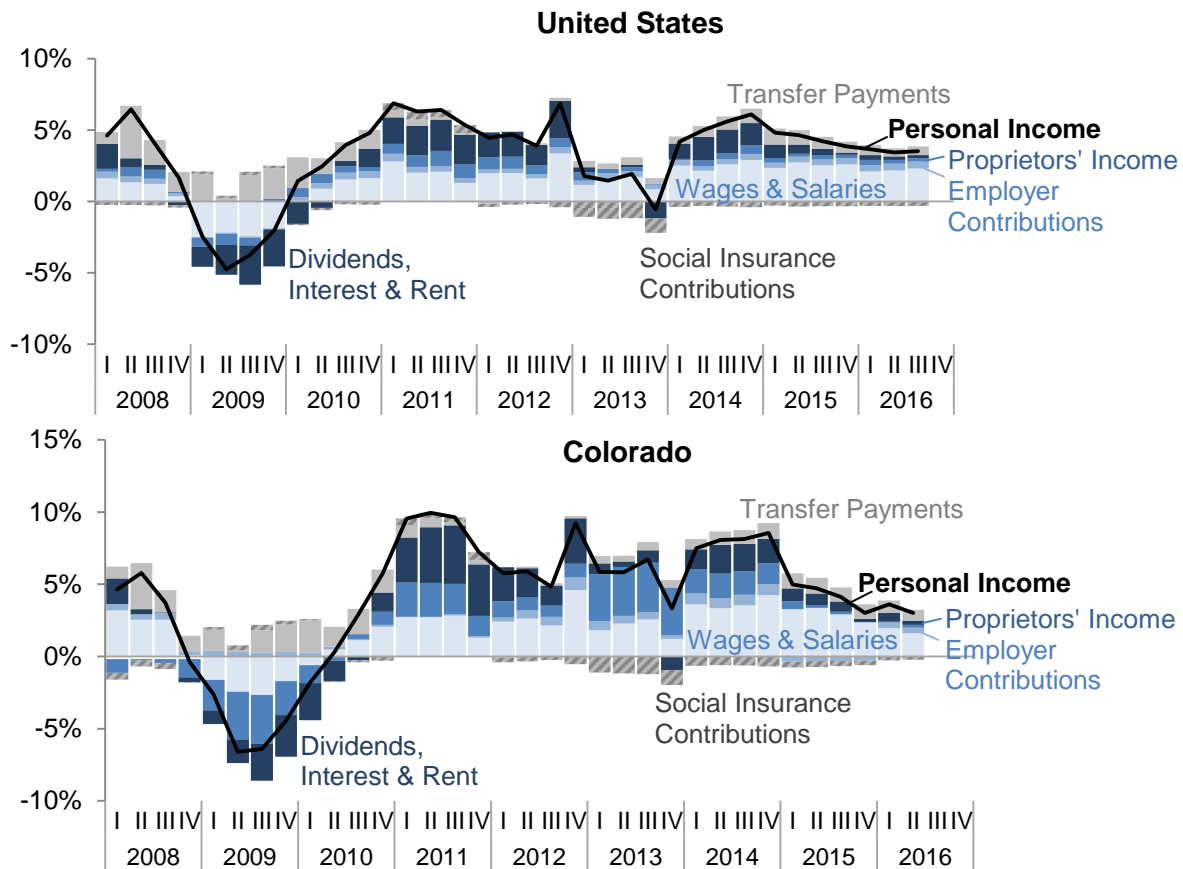 United States
10%
5%
0%
-5%
-10%
Transfer Payments
Personal Income
Proprietors' Income
Wages & Salaries
Employer
Contributions
Dividends,
Interest & Rent
Social Insurance
Contributions
I II III IV I II III IV I II III IV I II III IV I II III IV I II III IV I II III IV I II III IV I II III IV
2008 2009 2010 2011 2012 2013 2014 2015 2016
Colorado
15%
10%
5%
0%
-5%
-10%
Transfer Payments
Personal Income
Proprietors' Income
Wages & Salaries
Employer
Contributions
Dividends,
Interest & Rent
Social Insurance
Contributions
I II III IV I II III IV I II III IV I II III IV I II III IV I II III IV I II III IV I II III IV I II III IV
2008 2009 2010 2011 2012 2013 2014 2015 2016